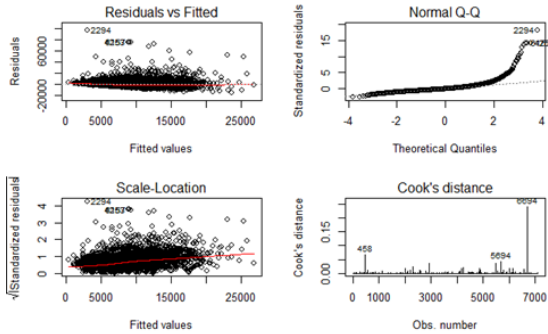 Residuals vs Fitted
Residuals
60000
20000
-20000
2294
0 5000 15000 25000
Fitted values
Normal Q-Q
Standardized residuals
15
5
0
2294
-4 -2 0 2 4
Theoretical Quantiles
Scale-Location
√|Standardized residuals|
4
3
2
1
0
2294
0 5000 15000 25000
Fitted values
Cook's distance
Cook's distance
0.15
0.00
458
5694
6694
0 1000 3000 5000 7000
Obs. number